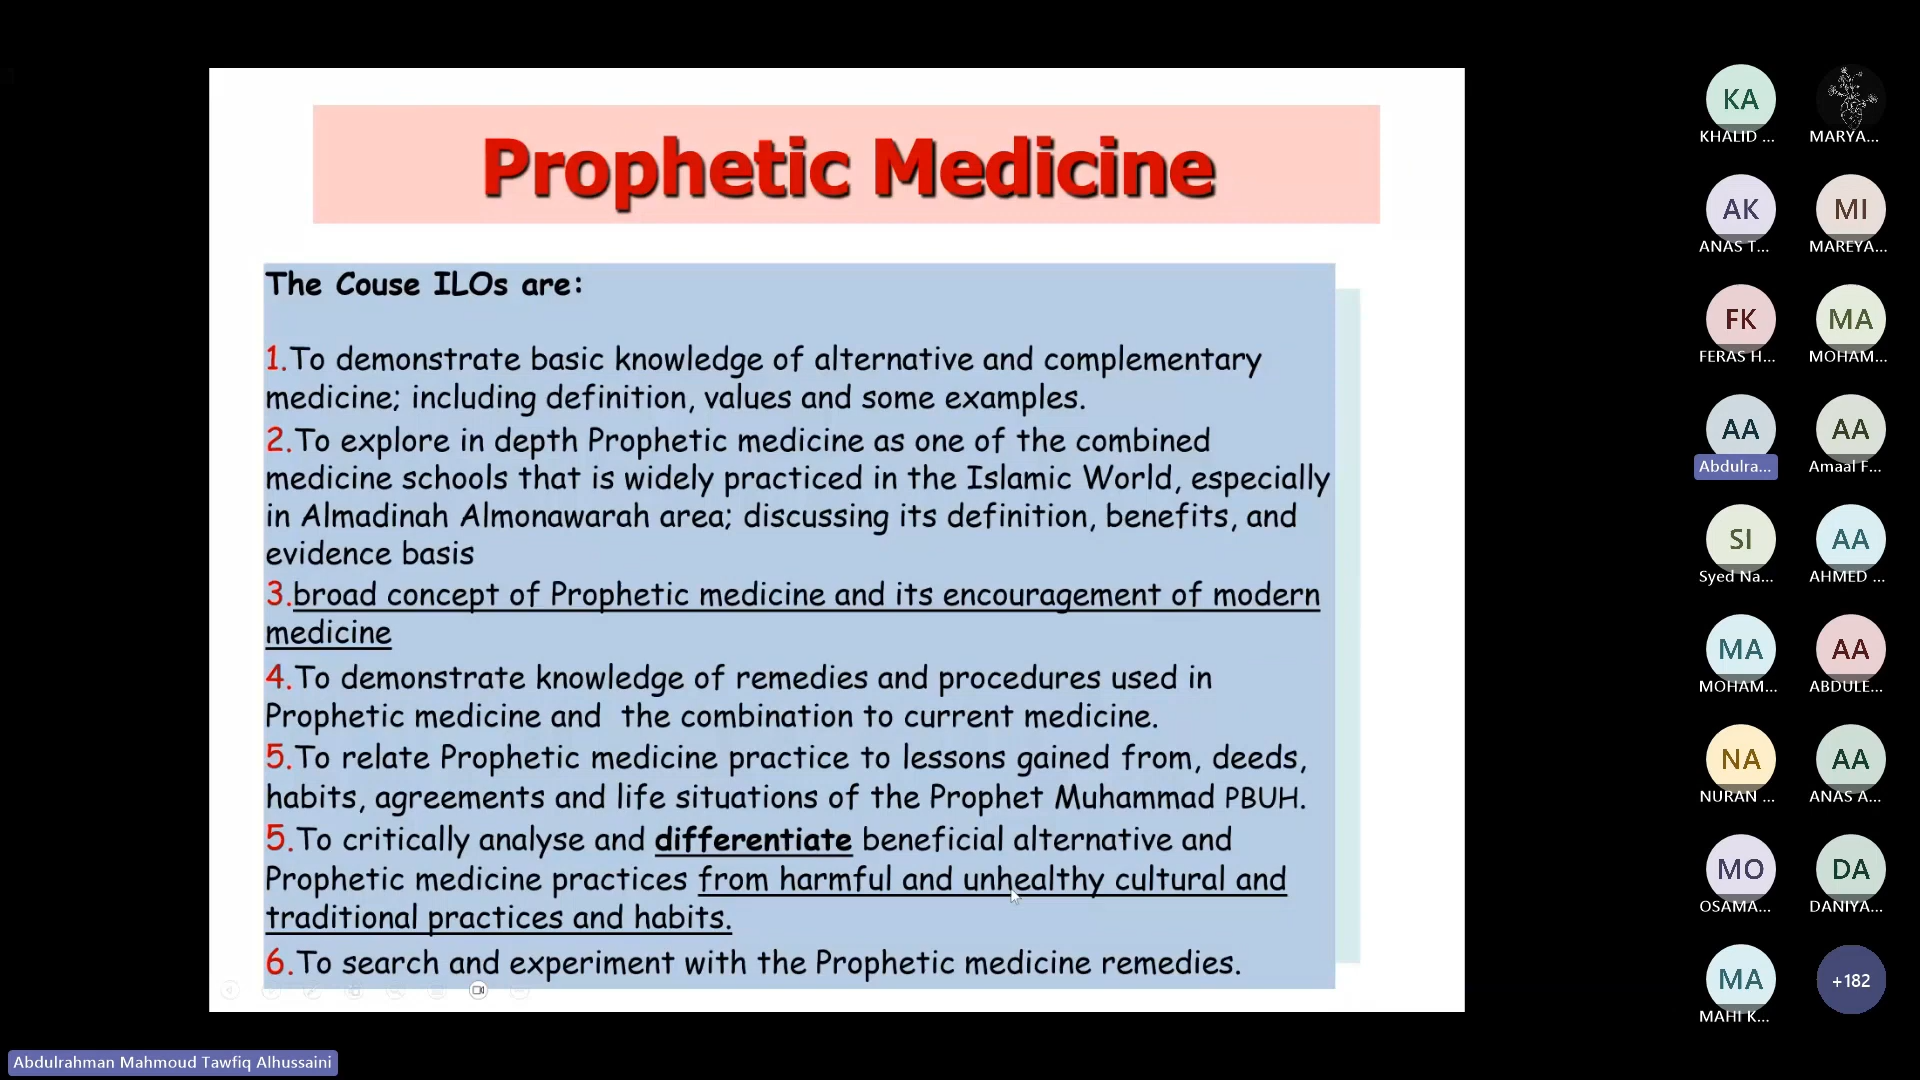 Prophetic Medicine
The Couse ILOs are:
1.To demonstrate basic knowledge of alternative and complementary
medicine; including definition, values and some examples.
2.To explore in depth Prophetic medicine as one of the combined
medicine schools that is widely practiced in the Islamic World, especially
in Almadinah Almonawarah area; discussing its definition, benefits, and
evidence basis
3.broad concept of Prophetic medicine and its encouragement of modern
medicine
4.To demonstrate knowledge of remedies and procedures used in
Prophetic medicine and  the combination to current medicine.
5.To relate Prophetic medicine practice to lessons gained from, deeds,
habits, agreements and life situations of the Prophet Muhammad PBUH.
5.To critically analyse and differentiate beneficial alternative and
Prophetic medicine practices from harmful and unhealthy cultural and
traditional practices and habits.
6.To search and experiment with the Prophetic medicine remedies.
KA
KHALID ...
MARYA...
AK
MI
ANAS T...
MAREYA...
FK
MA
FERAS H...
MOHAM...
AA
AA
Abdulra...
Amaal F...
SI
AA
Syed Na...
AHMED ...
MA
AA
MOHAM...
ABDULE...
NA
AA
NURAN ...
ANAS A...
MO
DA
OSAMA...
DANIYA...
MA
+182
MAHI K...
Abdulrahman Mahmoud Tawfiq Alhussaini